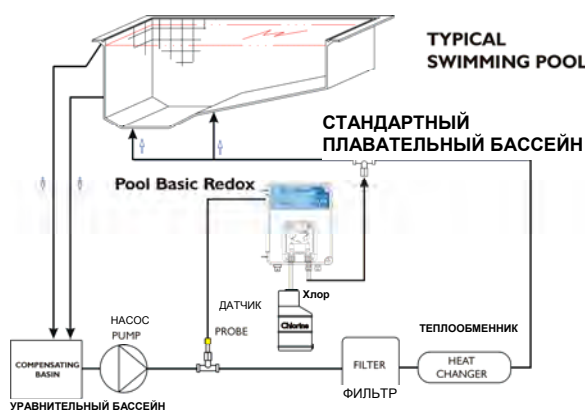 TYPICAL
SWIMMING POOL
СТАНДАРТНЫЙ
ПЛАВАТЕЛЬНЫЙ БАССЕЙН
Pool Basic Redox
Хлор
Chlorine
ДАТЧИК
PROBE
НАСОС
PUMP
ТЕПЛООБМЕННИК
COMPENSATING
BASIN
FILTER
HEAT
CHANGER
ФИЛЬТР
УРАВНИТЕЛЬНЫЙ БАССЕЙН